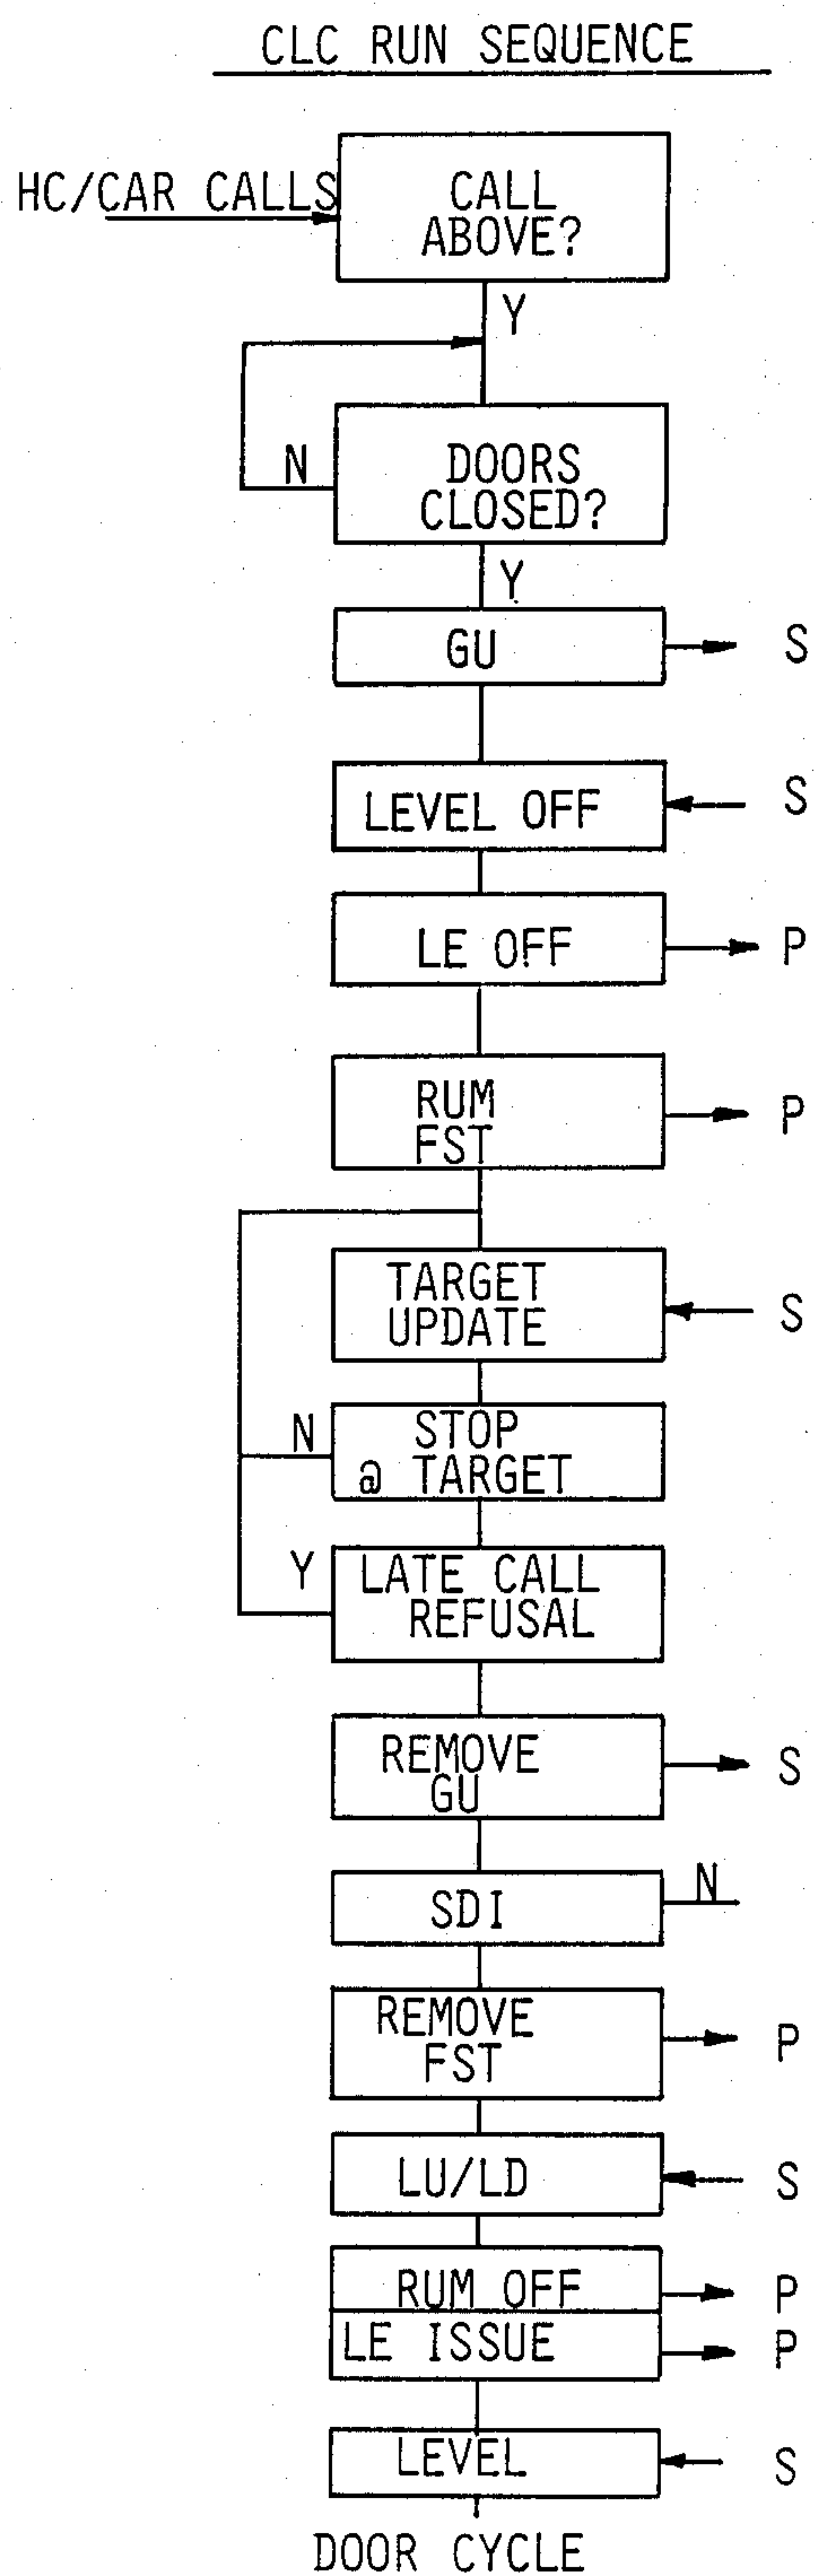 CLC RUN SEQUENCE
HC/CAR CALLS
CALL
ABOVE?
Y
N
DOORS
CLOSED?
Y
GU
S
LEVEL OFF
S
LE OFF
P
RUM
FST
P
TARGET
UPDATE
S
N
STOP
@ TARGET
Y
LATE CALL
REFUSAL
REMOVE
GU
S
SDI
N
REMOVE
FST
P
LU/LD
S
RUM OFF
P
LE ISSUE
P
LEVEL
S
DOOR CYCLE